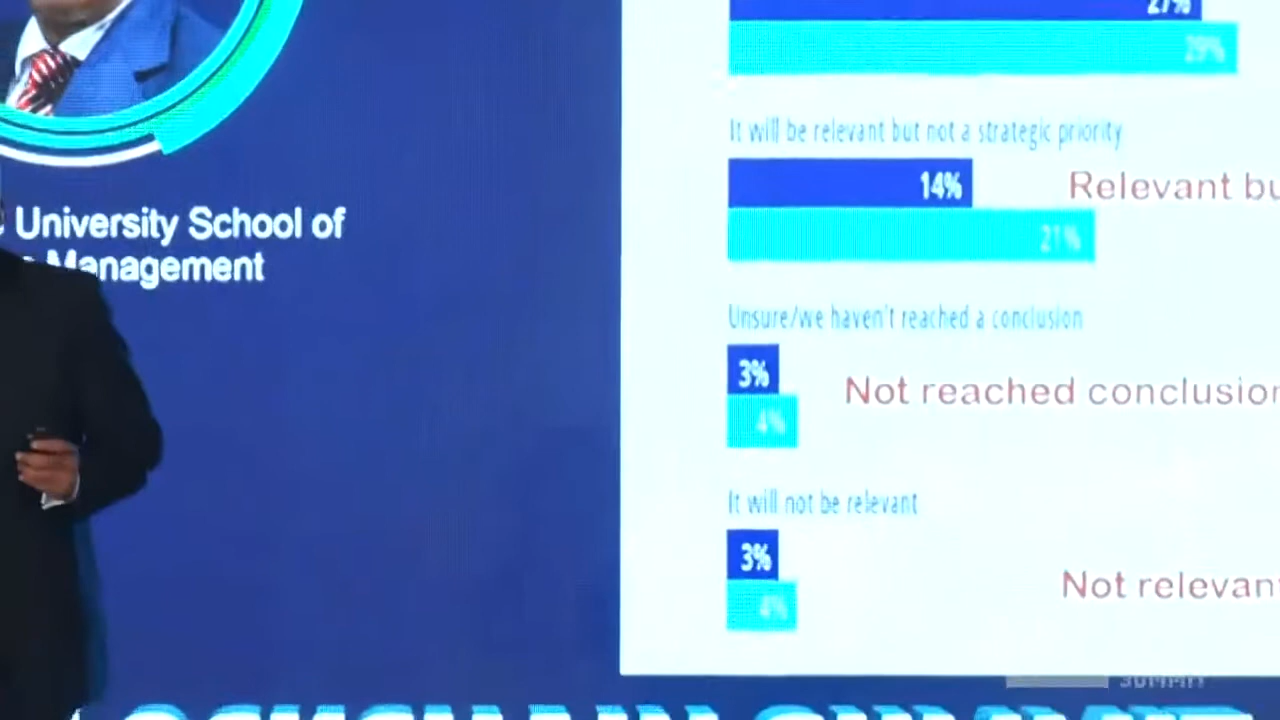 University School of
Management
27%
29%
It will be relevant but not a strategic priority
14%
Relevant bu
21%
Unsure/we haven't reached a conclusion
3%
Not reached conclusion
4%
It will not be relevant
3%
4%
Not relevant
SUMMIT